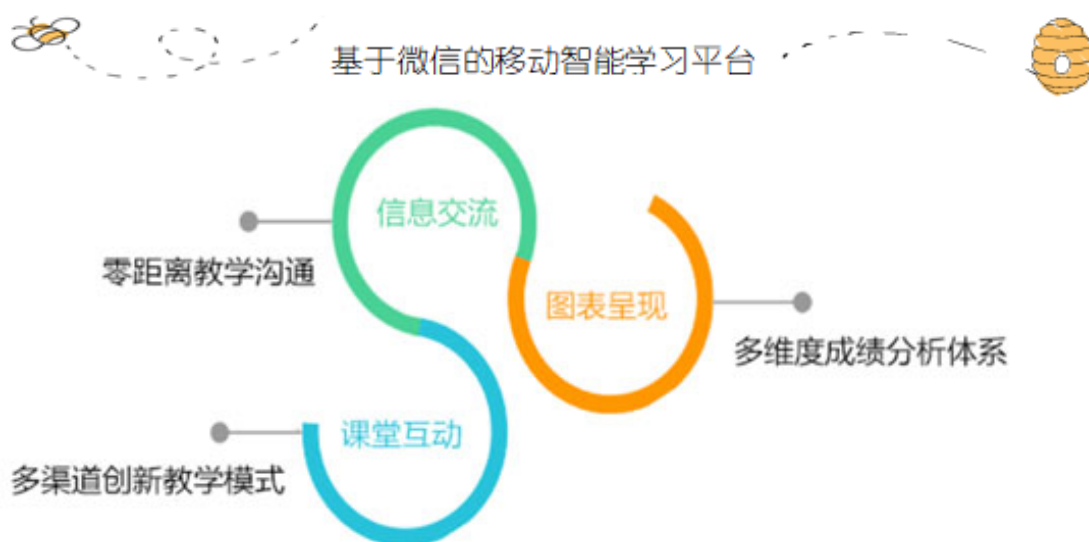 基于微信的移动智能学习平台
信息交流
零距离教学沟通
图表呈现
多维度成绩分析体系
课堂互动
多渠道创新教学模式